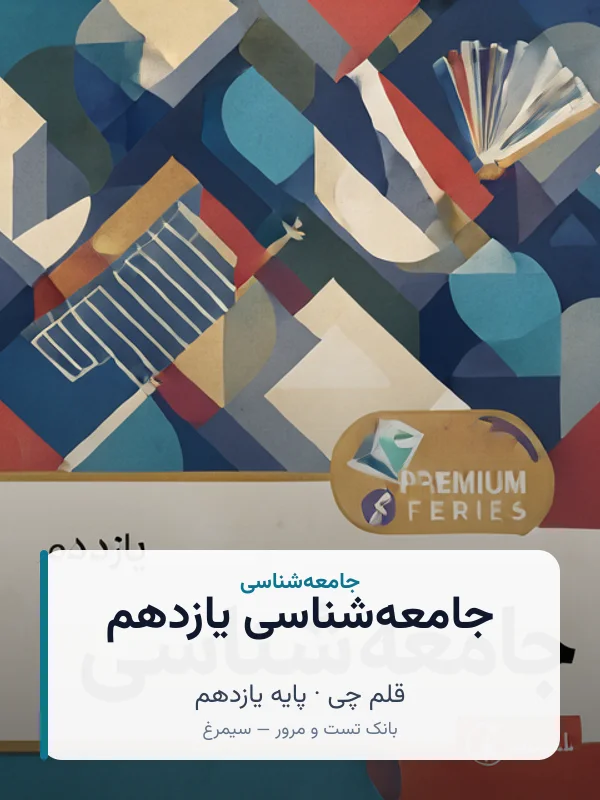 PREMIUM
FERIES
یازدهم
جامعه‌شناسی
جامعه‌شناسی یازدهم
جامعه‌شناسی
قلم چی · پایه یازدهم
بانک تست و مرور – سیمرغ